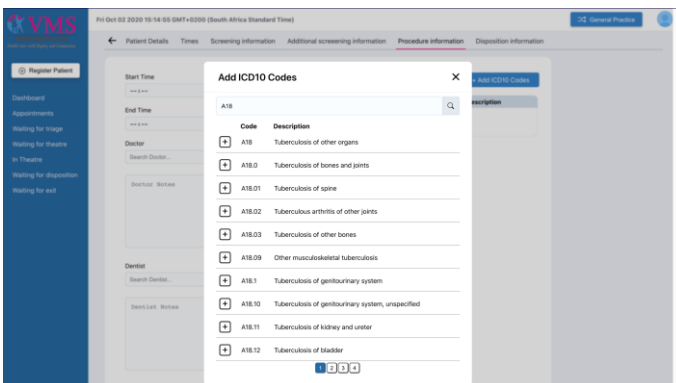 VMS
Fri Oct 02 2020 15:14:55 GMT+0200 (South Africa Standard Time)
General Practice
Patient Details Times Screening information Additional screeening information Procedure information Disposition information
Register Patient
Dashboard
Appointments
Waiting for triage
Waiting for theatre
In Theatre
Waiting for disposition
Waiting for exit
Start Time
--:--
End Time
--:--
Doctor
Search Doctor...
Doctor Notes
Dentist
Search Dentist...
Dentist Notes
+ Add ICD10 Codes
escription
Add ICD10 Codes
A18
Code Description
A18 Tuberculosis of other organs
A18.0 Tuberculosis of bones and joints
A18.01 Tuberculosis of spine
A18.02 Tuberculous arthritis of other joints
A18.03 Tuberculosis of other bones
A18.09 Other musculoskeletal tuberculosis
A18.1 Tuberculosis of genitourinary system
A18.10 Tuberculosis of genitourinary system, unspecified
A18.11 Tuberculosis of kidney and ureter
A18.12 Tuberculosis of bladder
1 2 3 4